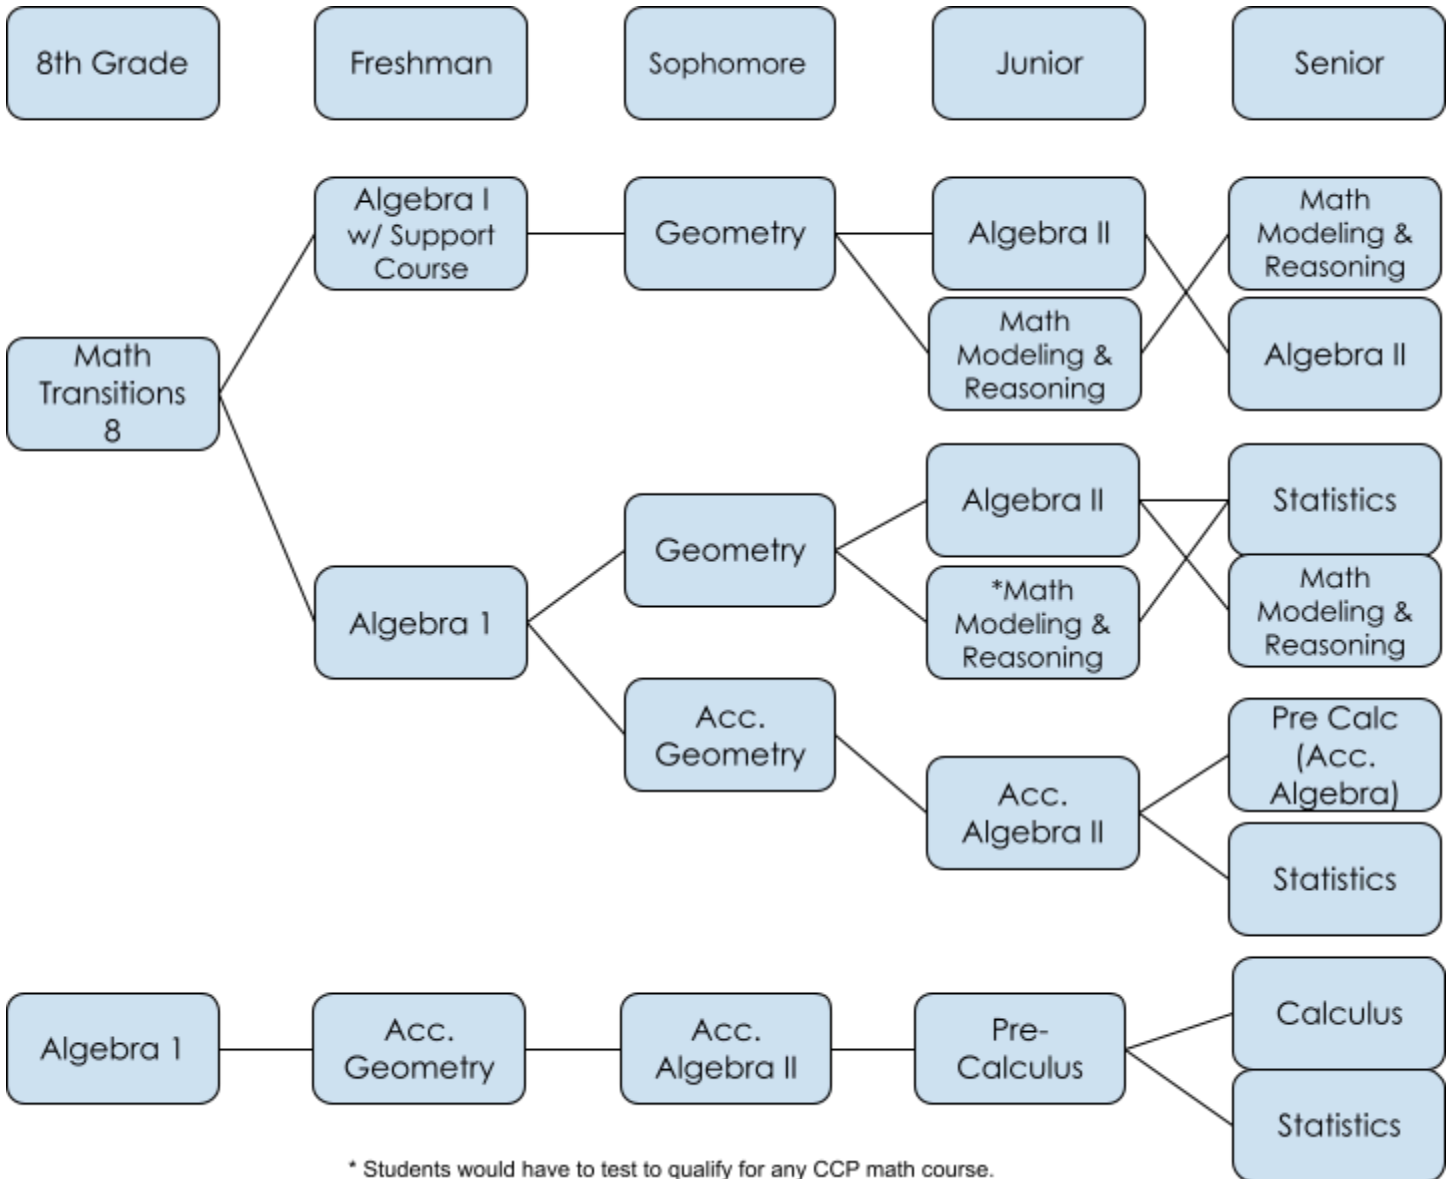 8th Grade
Freshman
Sophomore
Junior
Senior
Math
Transitions
8
Algebra I
w/ Support
Course
Geometry
Algebra II
Math
Modeling &
Reasoning
Math
Modeling &
Reasoning
Algebra II
Algebra 1
Geometry
Algebra II
*Math
Modeling &
Reasoning
Statistics
Math
Modeling &
Reasoning
Acc.
Geometry
Acc.
Algebra II
Pre Calc
(Acc.
Algebra)
Statistics
Algebra 1
Acc.
Geometry
Acc.
Algebra II
Pre-
Calculus
Calculus
Statistics
* Students would have to test to qualify for any CCP math course.